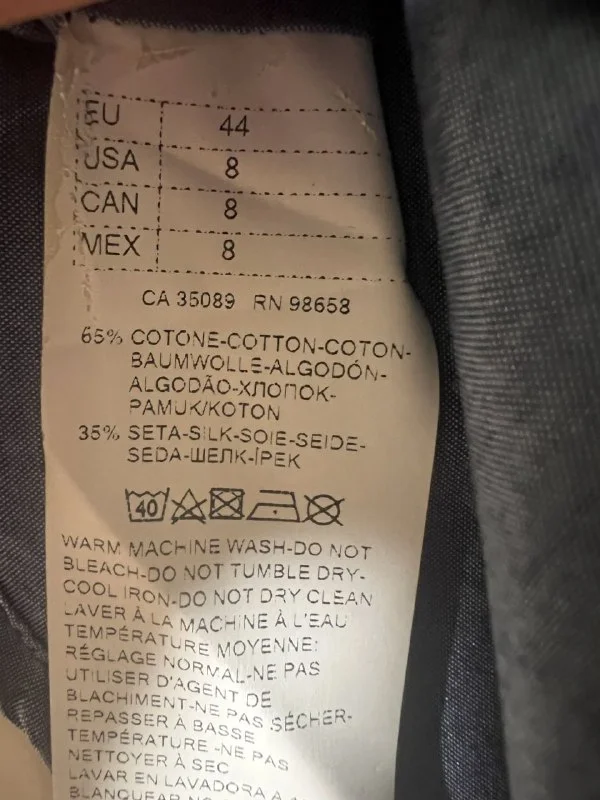 EU 44
USA 8
CAN 8
MEX 8
CA 35089 RN 98658
65% COTONE-COTTON-COTON-
BAUMWOLLE-ALGODÓN-
ALGODÃO-ХЛОПОК-
PAMUK/KOTON
35% SETA-SILK-SOIE-SEIDE-
SEDA-ШЕЛК-İPEK
40
WARM MACHINE WASH-DO NOT
BLEACH-DO NOT TUMBLE DRY-
COOL IRON-DO NOT DRY CLEAN
LAVER À LA MACHINE À L'EAU
TEMPÉRATURE MOYENNE:
RÉGLAGE NORMAL-NE PAS
UTILISER D'AGENT DE
BLACHIMENT-NE PAS SÉCHER-
REPASSER À BASSE
TEMPÉRATURE -NE PAS
NETTOYER À SEC
LAVAR EN LAVADORA A
BLANQUEAR